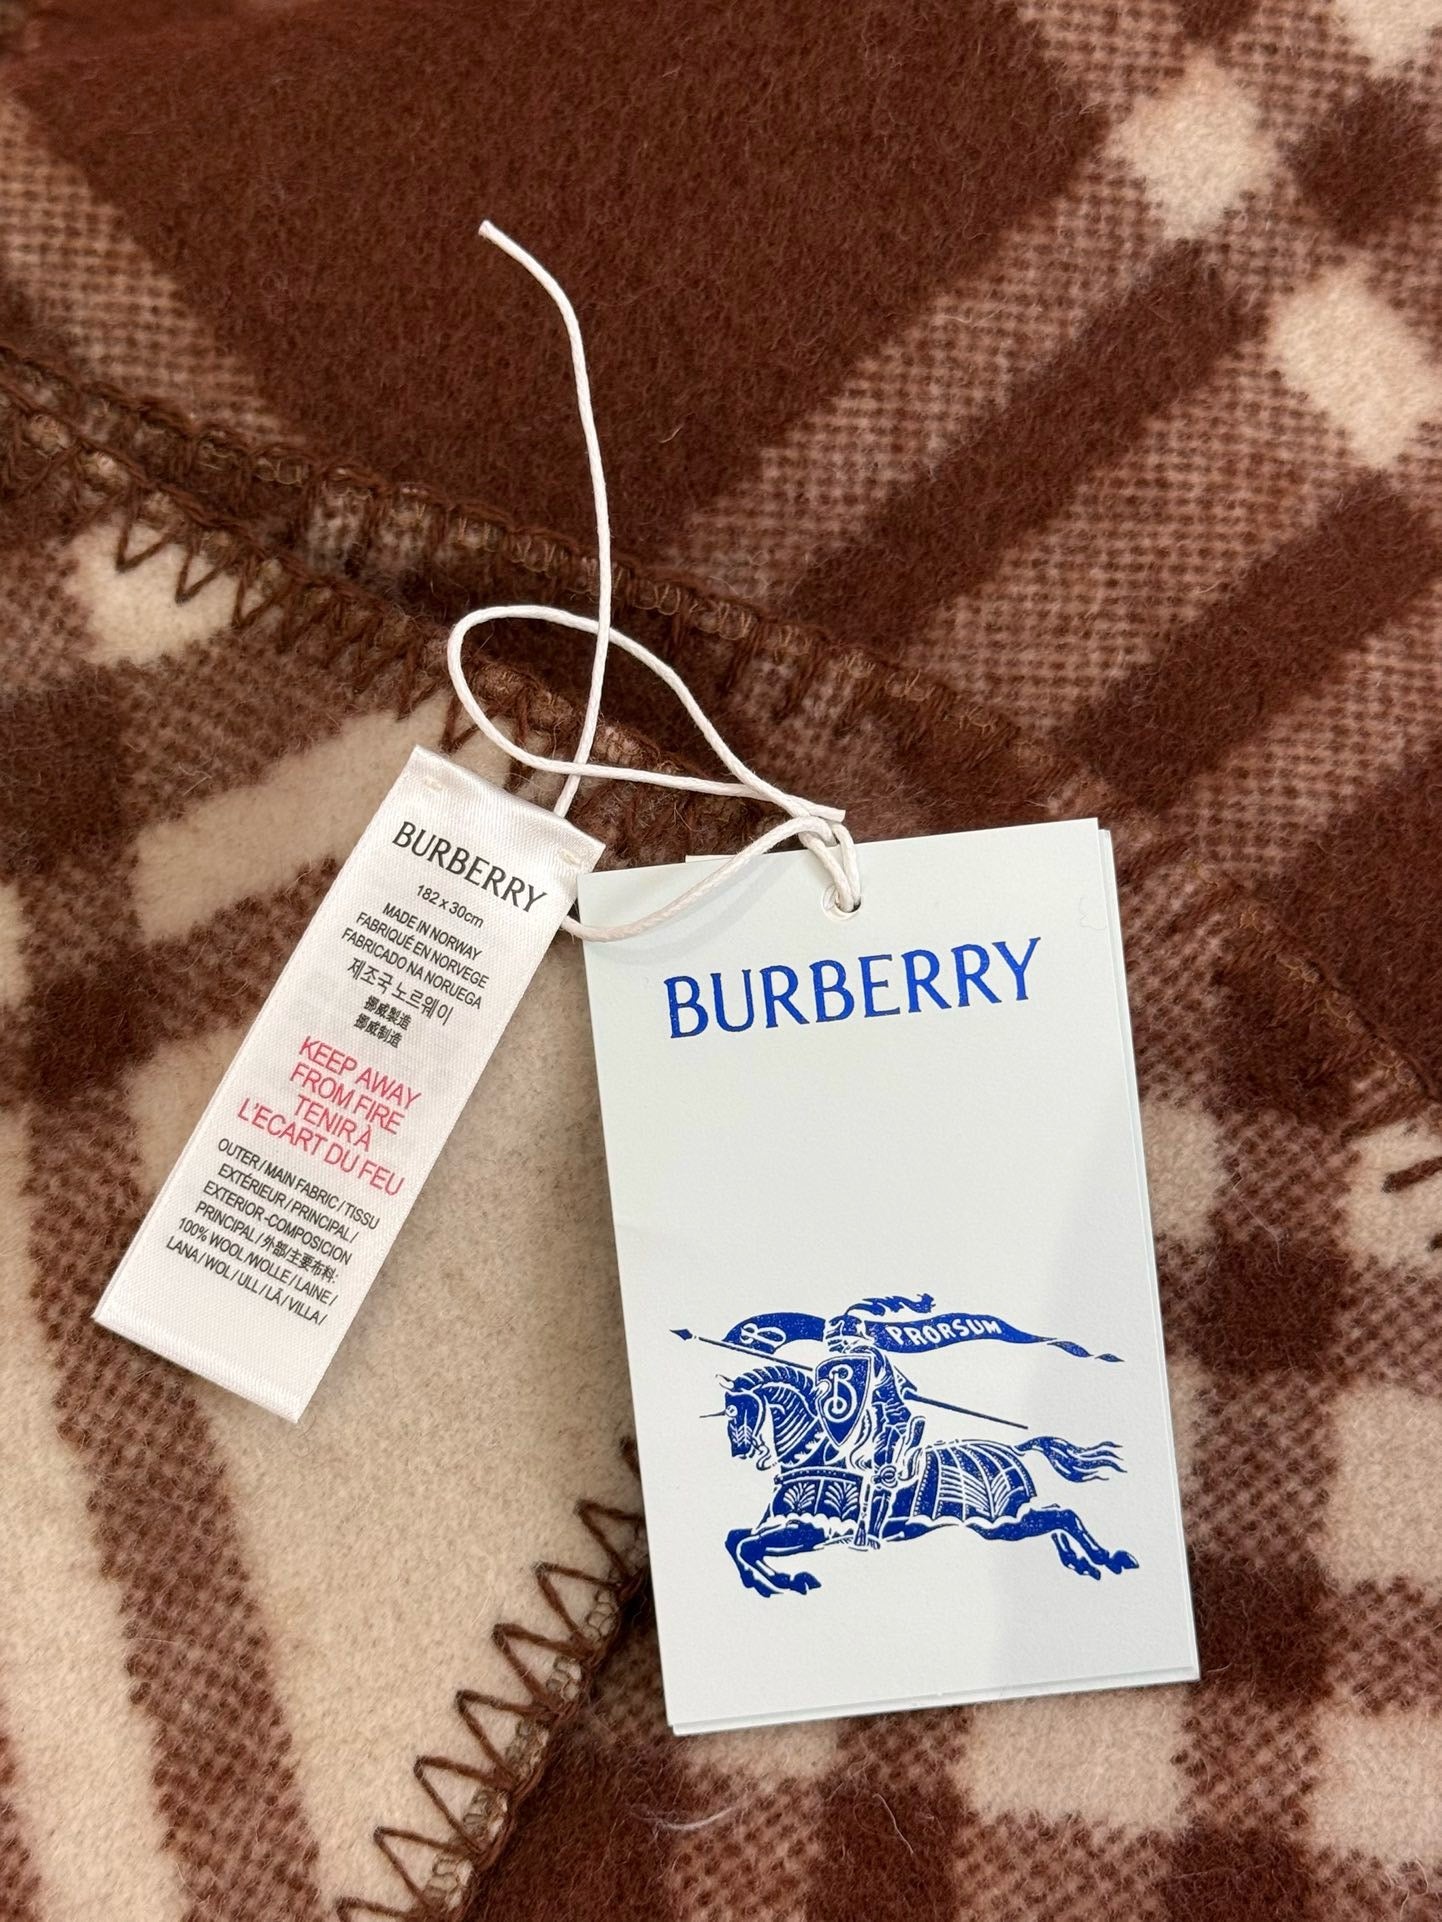 BURBERRY
182 x 30cm
MADE IN NORWAY
FABRIQUÉ EN NORVEGE
FABRICADO NA NORUEGA
제조국 노르웨이
挪威製造
挪威制造
KEEP AWAY
FROM FIRE
TENIR À
L'ECART DU FEU
OUTER / MAIN FABRIC / TISSU
EXTÉRIEUR / PRINCIPAL /
EXTERIOR -COMPOSICION
PRINCIPAL / 外部/主要布料:
100% WOOL /WOLLE / LAINE /
LANA / WOL / ULL / LÃ / VILLA /
BURBERRY
B PRORSUM
B